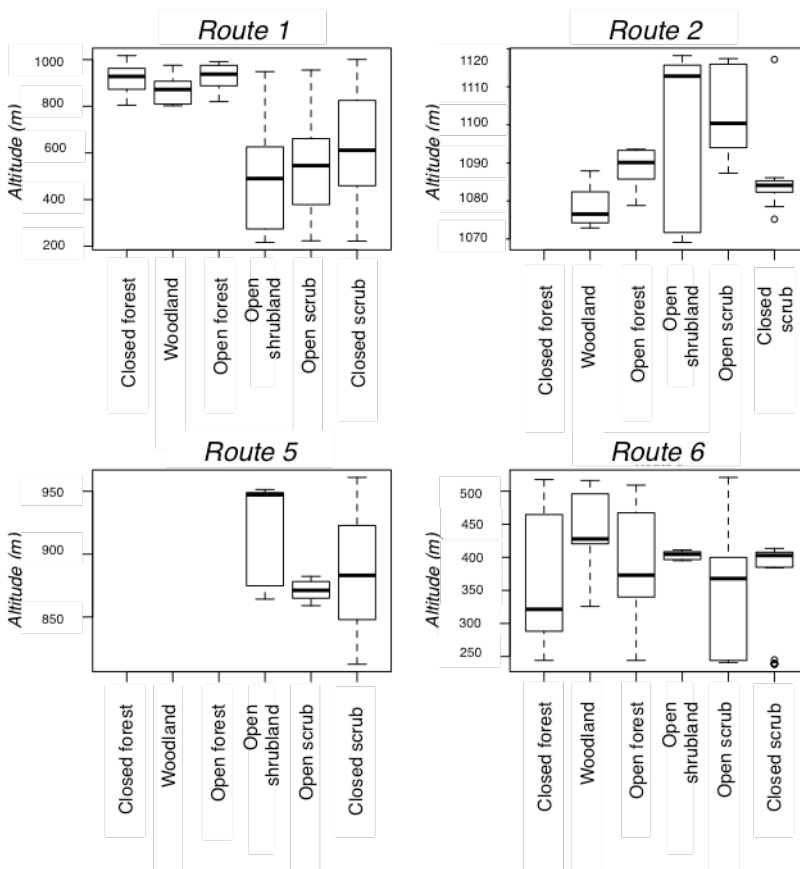 Route 1
Altitude (m)
1000
800
600
400
200
Closed forest
Woodland
Open forest
Open
shrubland
Open scrub
Closed scrub
Route 2
Altitude (m)
1120
1110
1100
1090
1080
1070
Closed forest
Woodland
Open forest
Open
shrubland
Open scrub
Closed
scrub
Route 5
Altitude (m)
950
900
850
Closed forest
Woodland
Open forest
Open
shrubland
Open scrub
Closed scrub
Route 6
Altitude (m)
500
450
400
350
300
250
Closed forest
Woodland
Open forest
Open
shrubland
Open scrub
Closed scrub